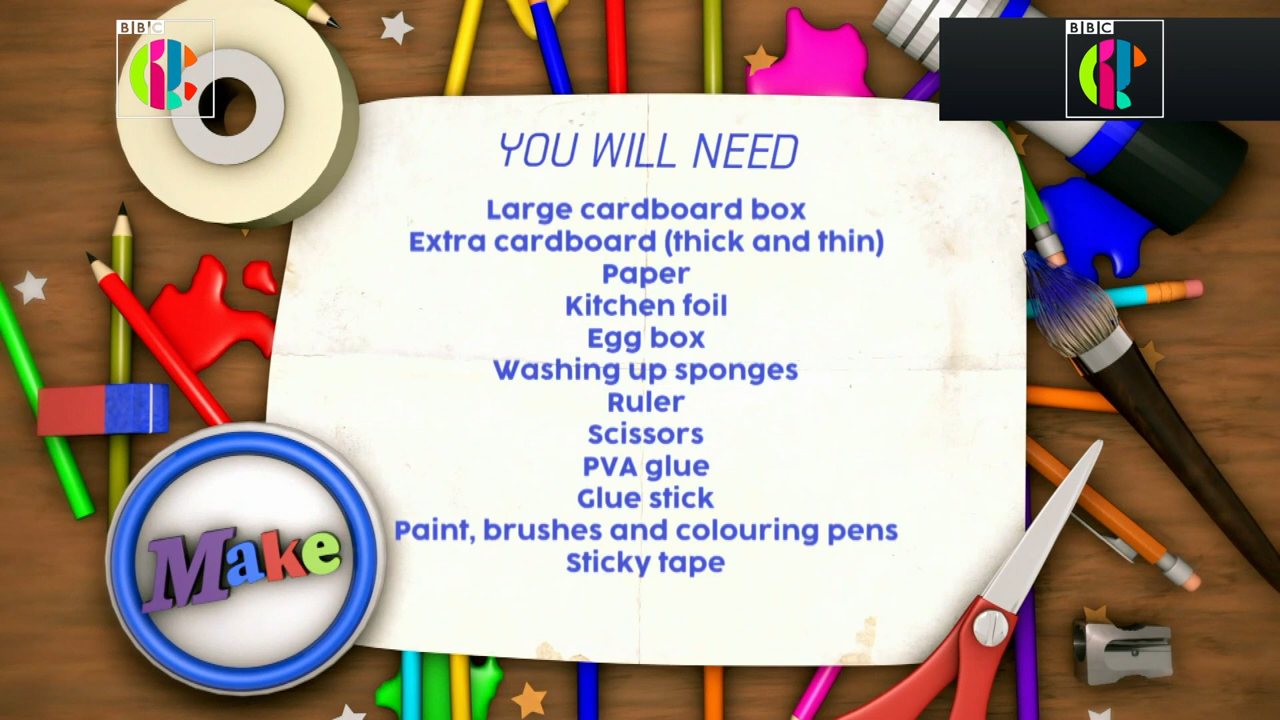 BBC
BBC
YOU WILL NEED
Large cardboard box
Extra cardboard (thick and thin)
Paper
Kitchen foil
Egg box
Washing up sponges
Ruler
Scissors
PVA glue
Glue stick
Paint, brushes and colouring pens
Sticky tape
Make